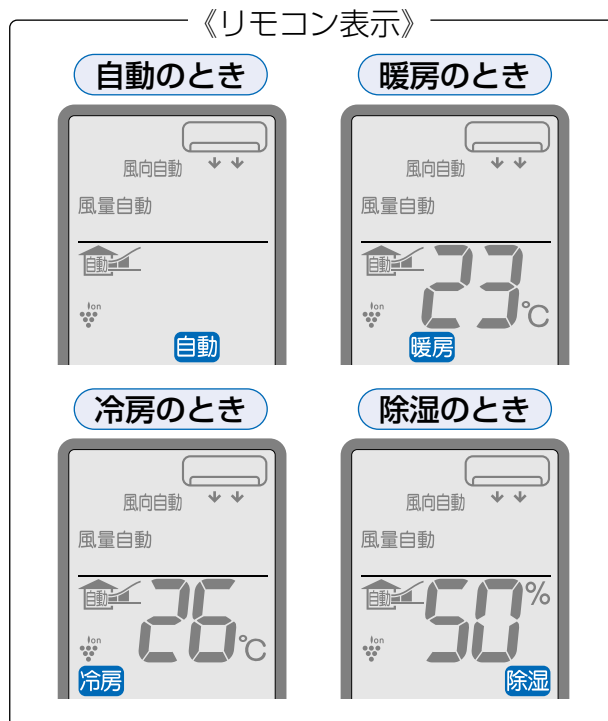 《リモコン表示》
自動のとき
風向自動
風量自動
自動
ion
自動
暖房のとき
風向自動
風量自動
自動
23℃
ion
暖房
冷房のとき
風向自動
風量自動
自動
26℃
ion
冷房
除湿のとき
風向自動
風量自動
自動
50%
ion
除湿